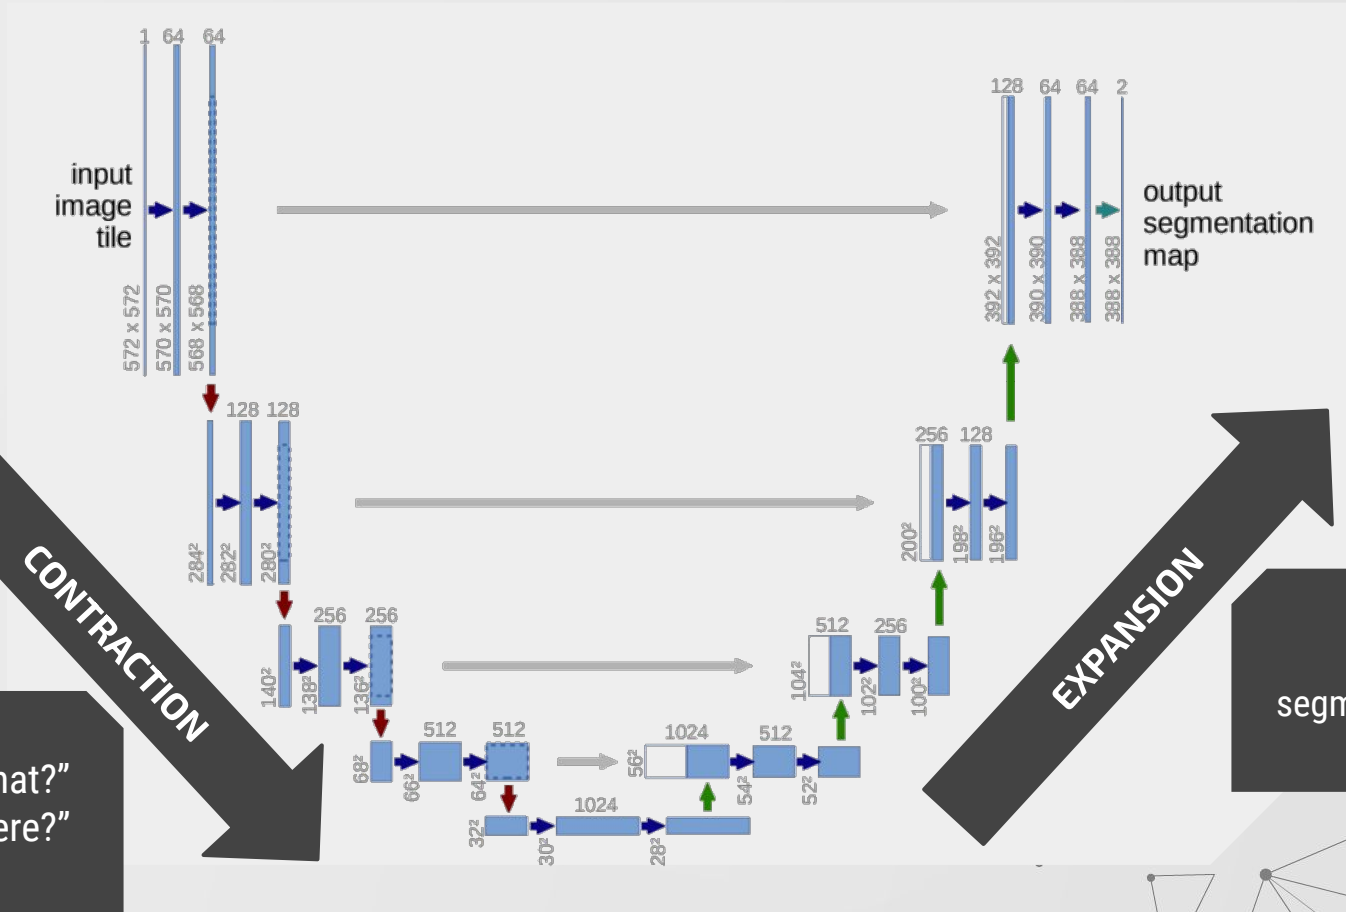 1 64 64
input
image
tile
572 x 572
570 x 570
568 x 568
128 64 64 2
output
segmentation
map
392 x 392
390 x 390
388 x 388
388 x 388
128 128
284²
282²
280²
256 128
200²
198²
196²
256 256
140²
138²
136²
512 256
104²
102²
100²
512 512
68²
66²
64²
1024 512
56²
54²
52²
1024
32²
30²
28²
CONTRACTION
EXPANSION
hat?”
ere?”
segm